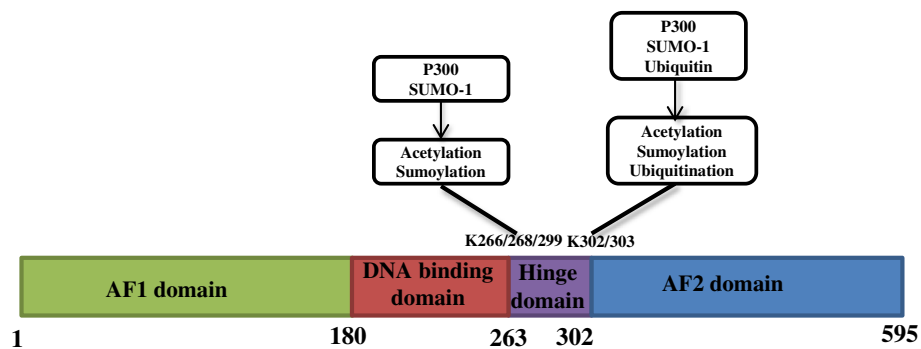 P300
SUMO-1
P300
SUMO-1
Ubiquitin
Acetylation
Sumoylation
Acetylation
Sumoylation
Ubiquitination
K266/268/299 K302/303
AF1 domain
DNA binding
domain
Hinge
domain
AF2 domain
1 180 263 302 595